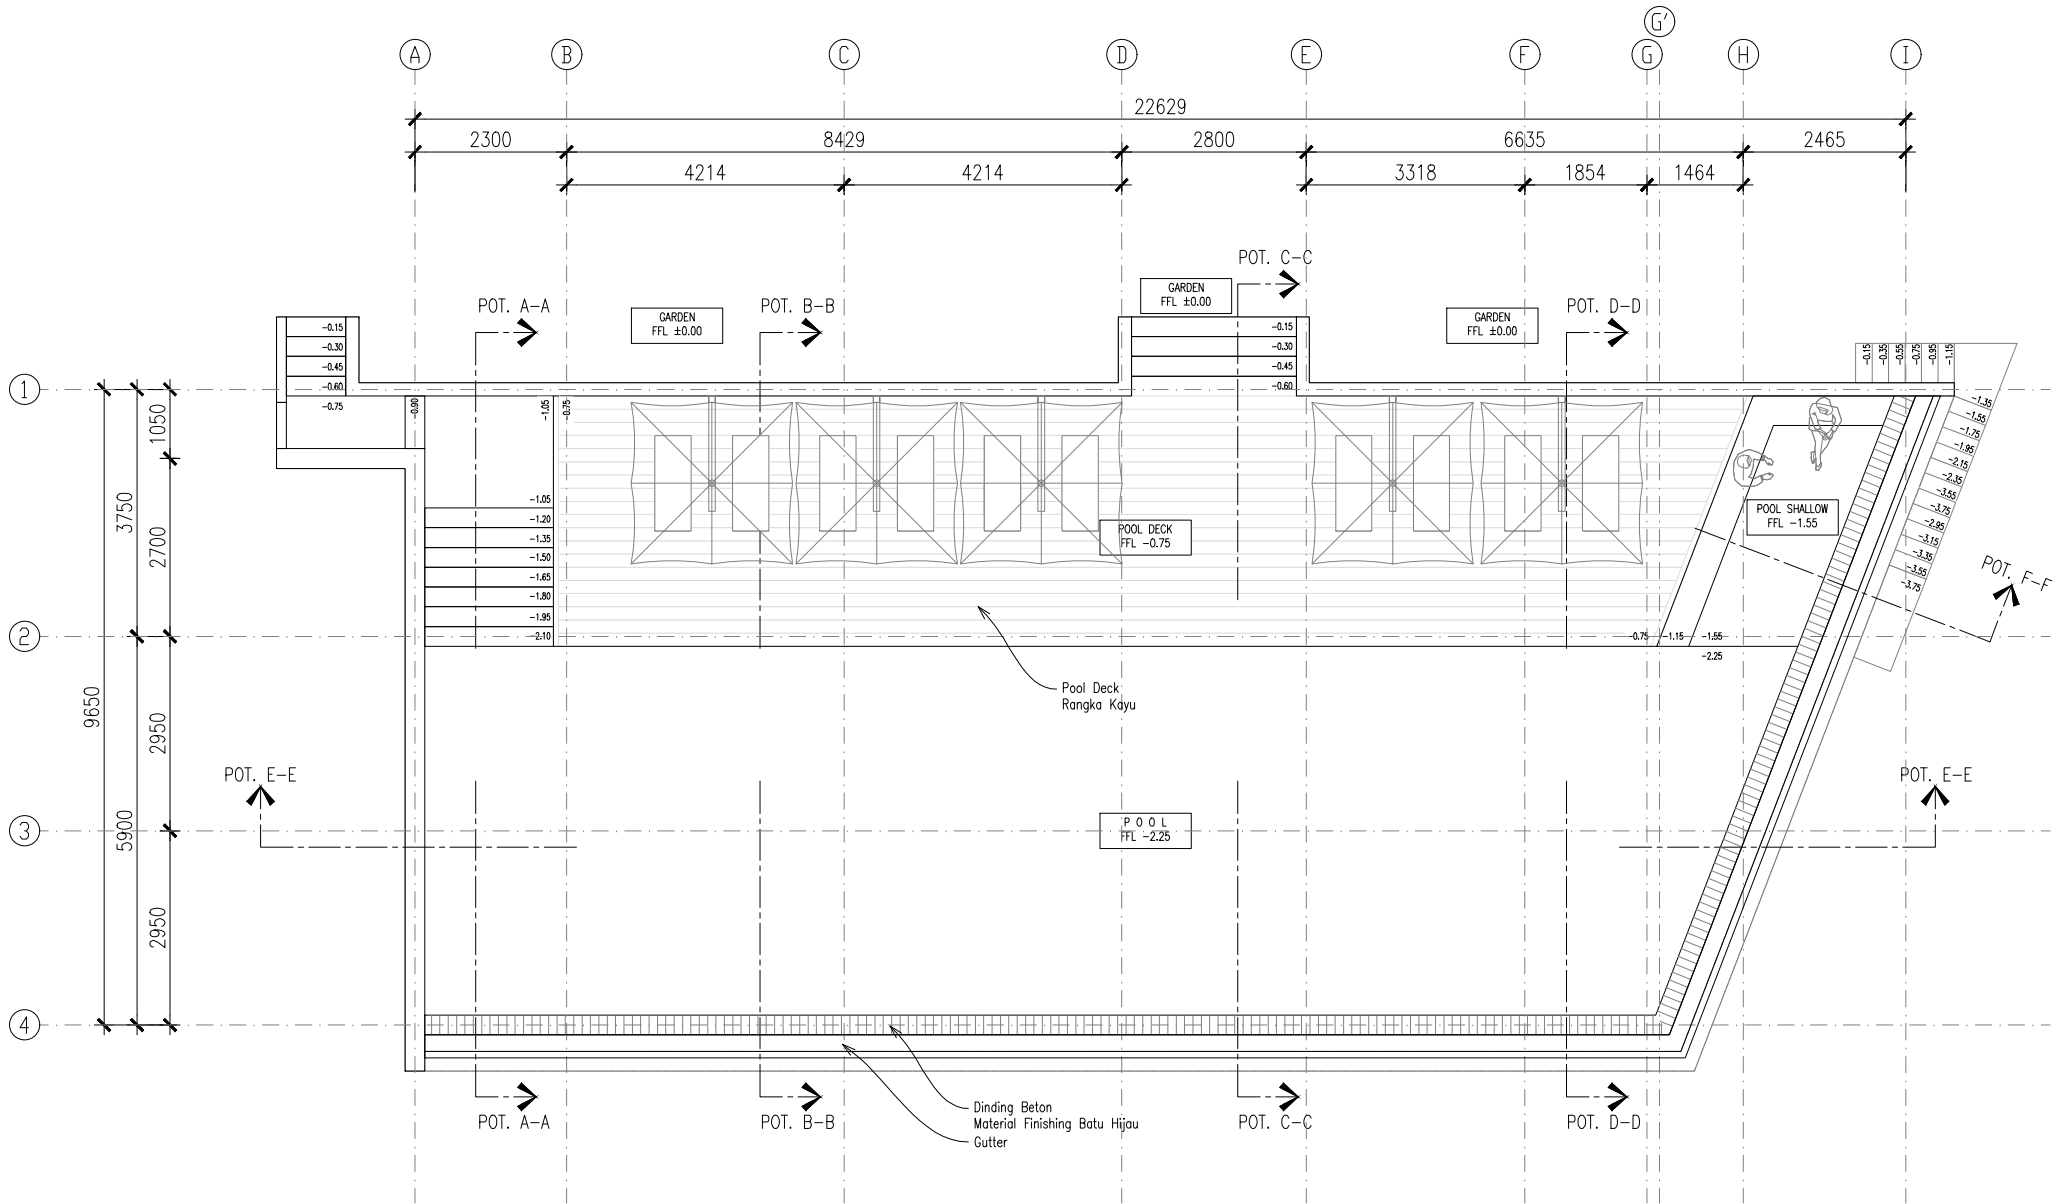 G'
A B C D E F G H I
22629
2300 8429 2800 6635 2465
4214 4214 3318 1854 1464
POT. C-C
POT. A-A
POT. B-B
POT. D-D
GARDEN
FFL ±0.00
GARDEN
FFL ±0.00
GARDEN
FFL ±0.00
-0.15
-0.30
-0.45
-0.60
-0.75
-0.90
-1.05
-0.75
-0.15
-0.30
-0.45
-0.60
-0.15
-0.35
-0.55
-0.75
-0.95
-1.15
-1.35
-1.55
-1.75
-1.95
-2.15
-2.35
-3.55
-3.75
-2.95
-3.15
-3.35
-3.55
-3.75
1
2
3
4
1050
3750
2700
9650
2950
5900
2950
-1.05
-1.20
-1.35
-1.50
-1.65
-1.80
-1.95
-2.10
POOL DECK
FFL -0.75
POOL SHALLOW
FFL -1.55
POT. F-F
-0.75
-1.15
-1.55
-2.25
Pool Deck
Rangka Kayu
POT. E-E
POT. E-E
P O O L
FFL -2.25
Dinding Beton
Material Finishing Batu Hijau
Gutter
POT. A-A
POT. B-B
POT. C-C
POT. D-D